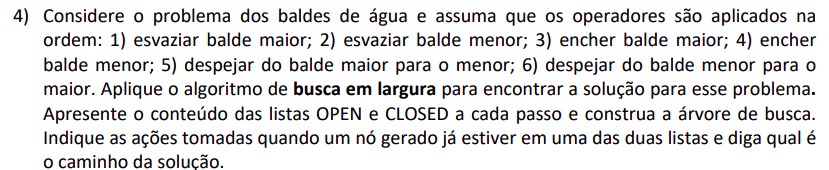 4) Considere o problema dos baldes de água e assuma que os operadores são aplicados na
ordem: 1) esvaziar balde maior; 2) esvaziar balde menor; 3) encher balde maior; 4) encher
balde menor; 5) despejar do balde maior para o menor; 6) despejar do balde menor para o
maior. Aplique o algoritmo de busca em largura para encontrar a solução para esse problema.
Apresente o conteúdo das listas OPEN e CLOSED a cada passo e construa a árvore de busca.
Indique as ações tomadas quando um nó gerado já estiver em uma das duas listas e diga qual é
o caminho da solução.